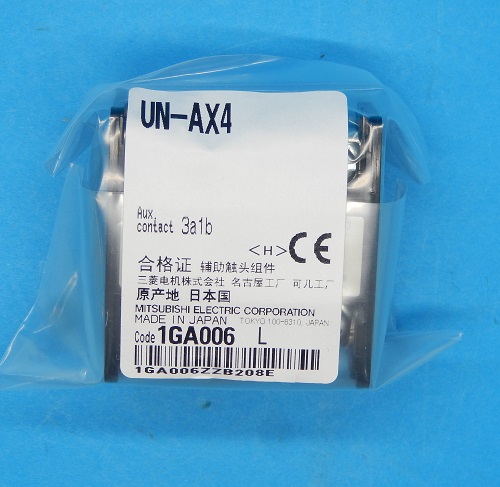 UN-AX4
Aux.
contact 3a1b
<H> CE
合格证 辅助触头组件
三菱电机株式会社 名古屋工厂 可儿工厂
原产地 日本国
MITSUBISHI ELECTRIC CORPORATION
MADE IN JAPAN TOKYO 100-8310, JAPAN
Code 1GA006 L
1GA006ZZB208E